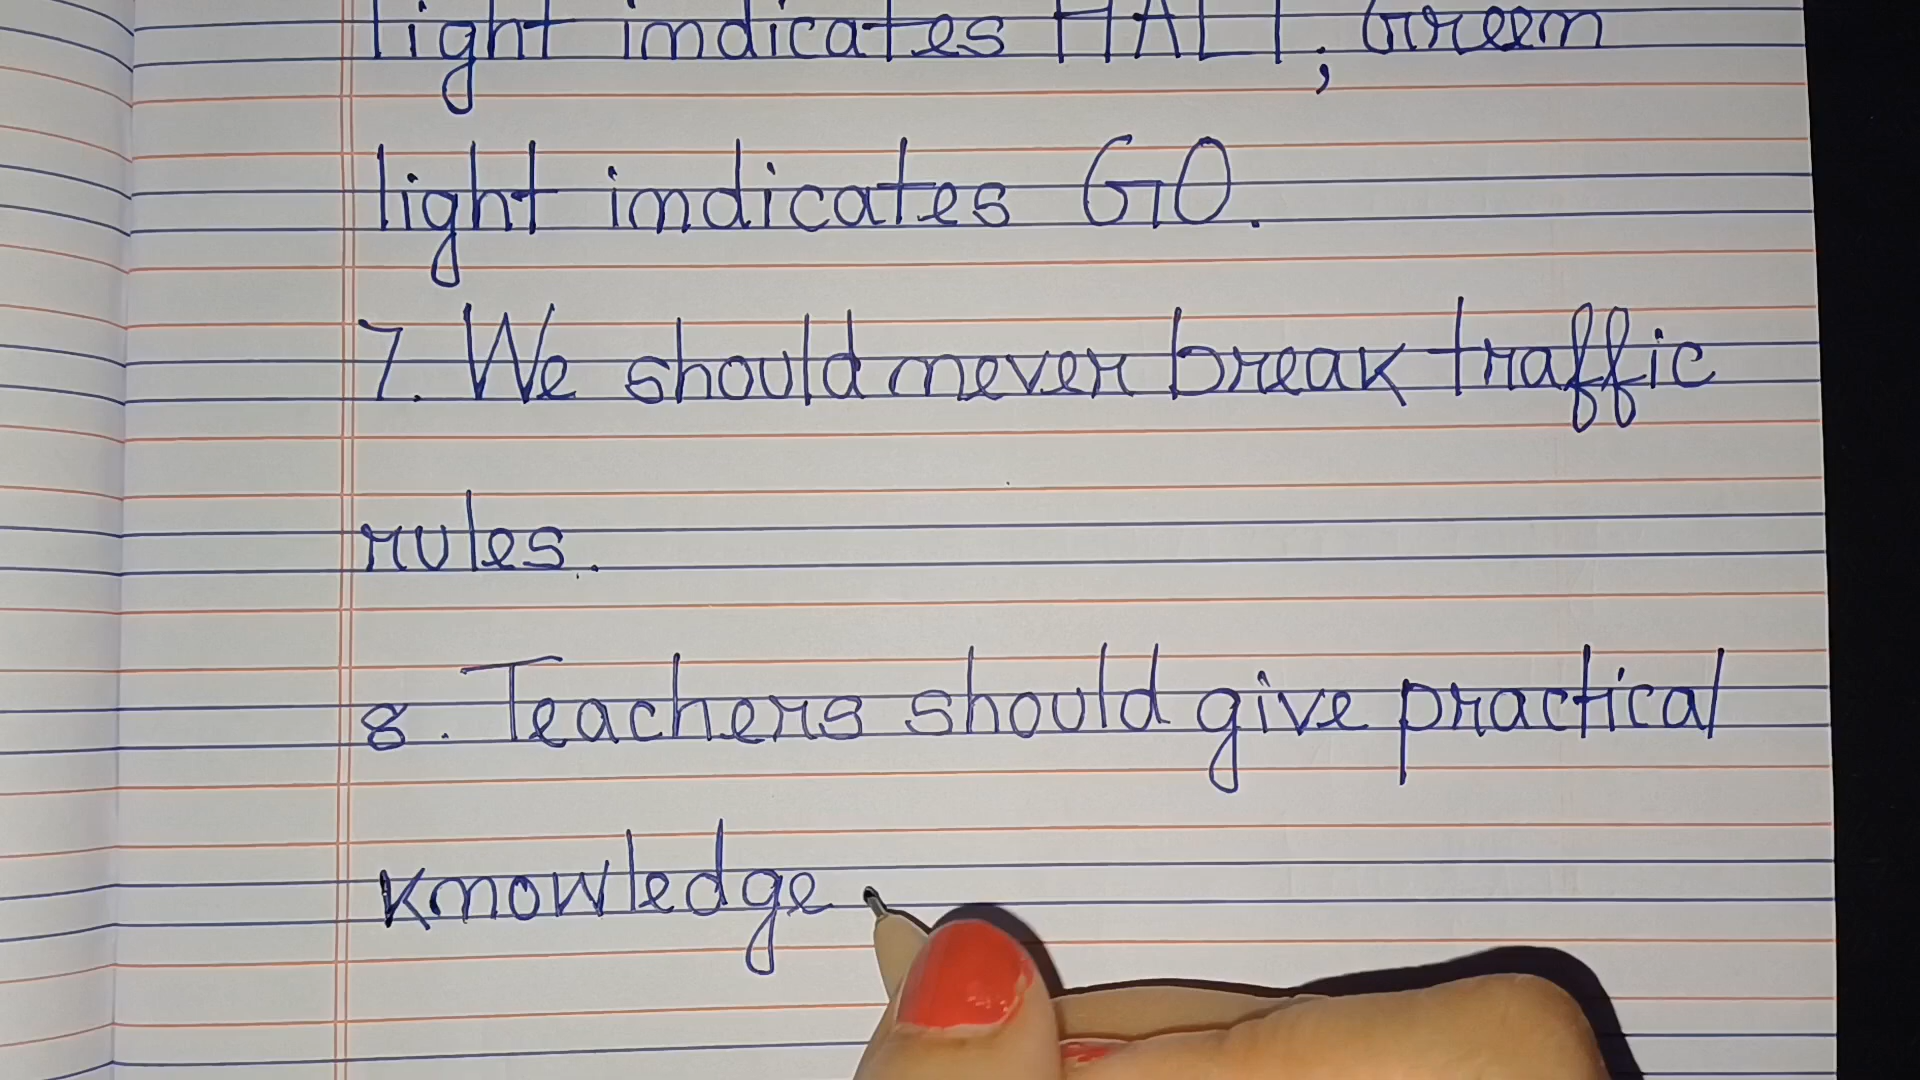 light indicates HALT, Green
light indicates GO.
7. We should never break traffic
rules.
8. Teachers should give practical
knowledge